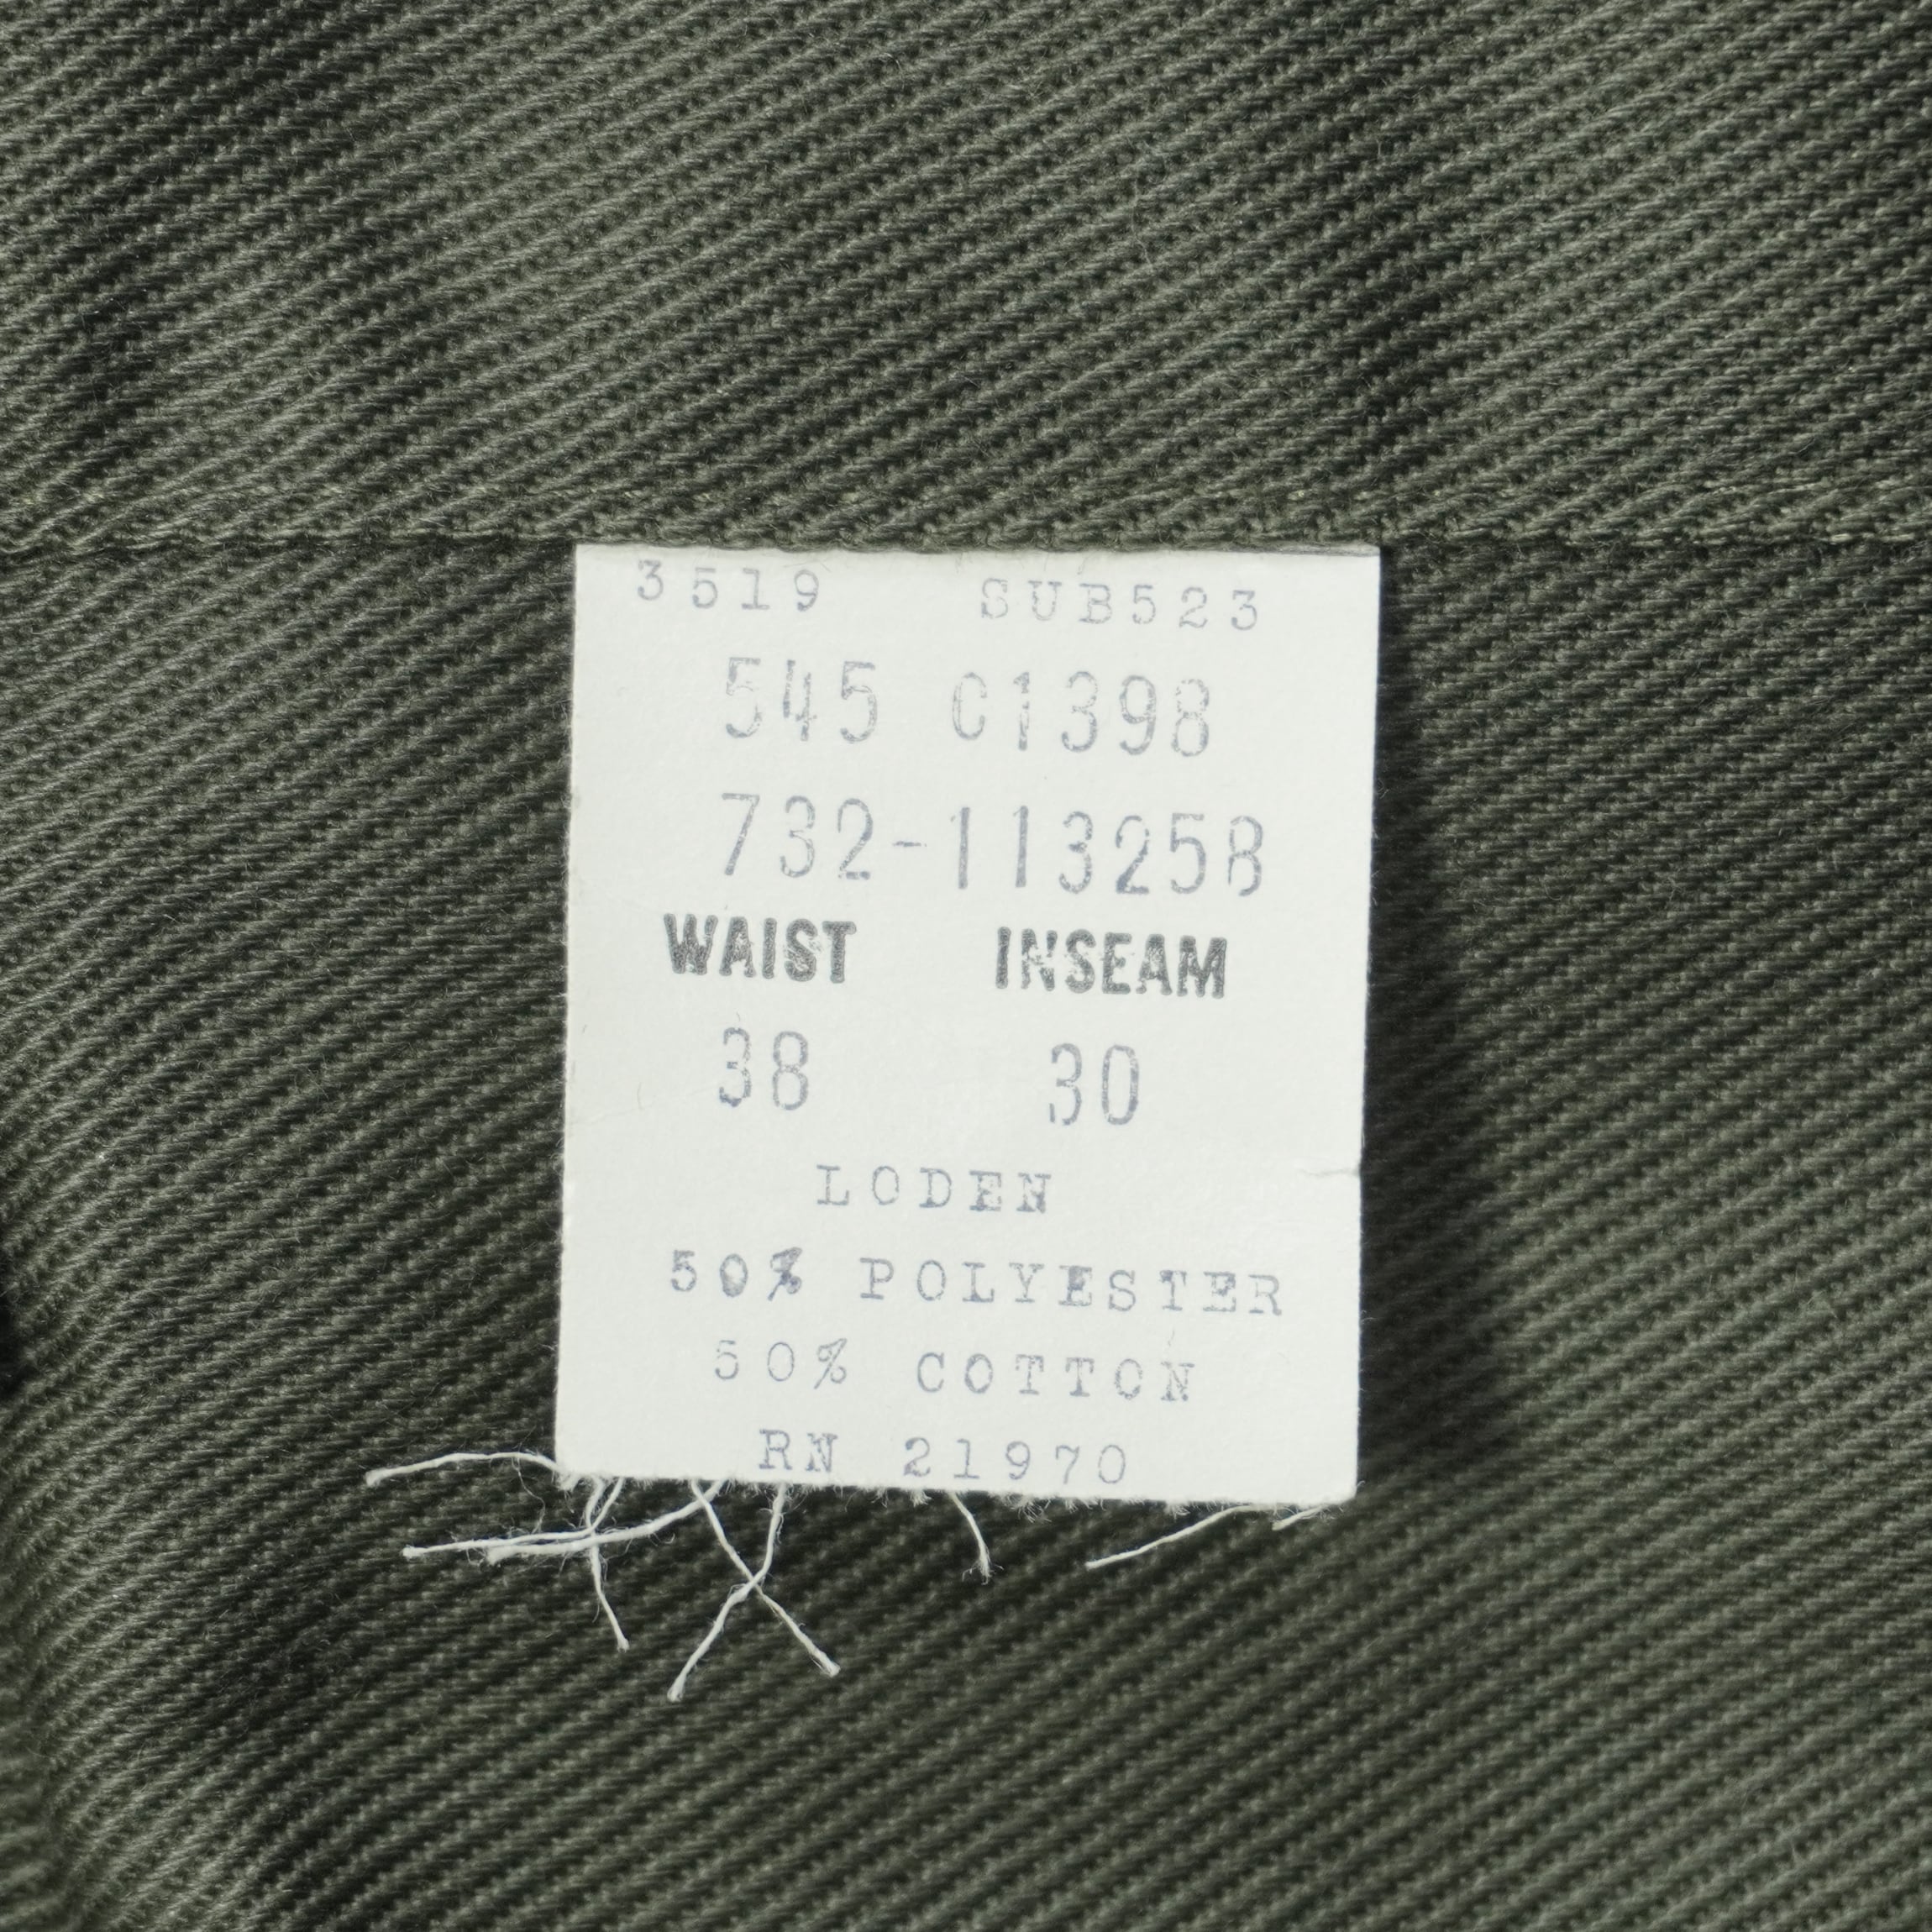 3519 SUB523
545 C1398
732-113258
WAIST INSEAM
38 30
LODEN
50% POLYESTER
50% COTTON
RN 21970